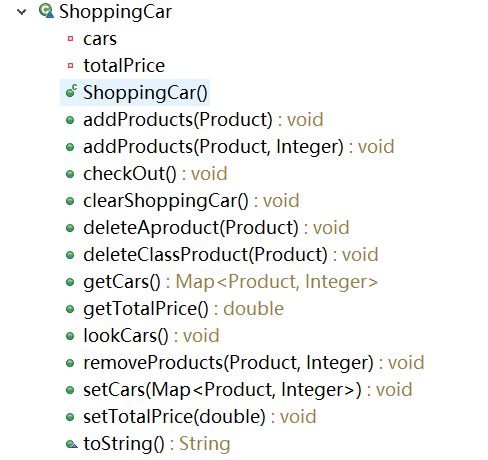 ShoppingCar
cars
totalPrice
ShoppingCar()
addProducts(Product) : void
addProducts(Product, Integer) : void
checkOut() : void
clearShoppingCar() : void
deleteAproduct(Product) : void
deleteClassProduct(Product) : void
getCars() : Map<Product, Integer>
getTotalPrice() : double
lookCars() : void
removeProducts(Product, Integer) : void
setCars(Map<Product, Integer>) : void
setTotalPrice(double) : void
toString() : String